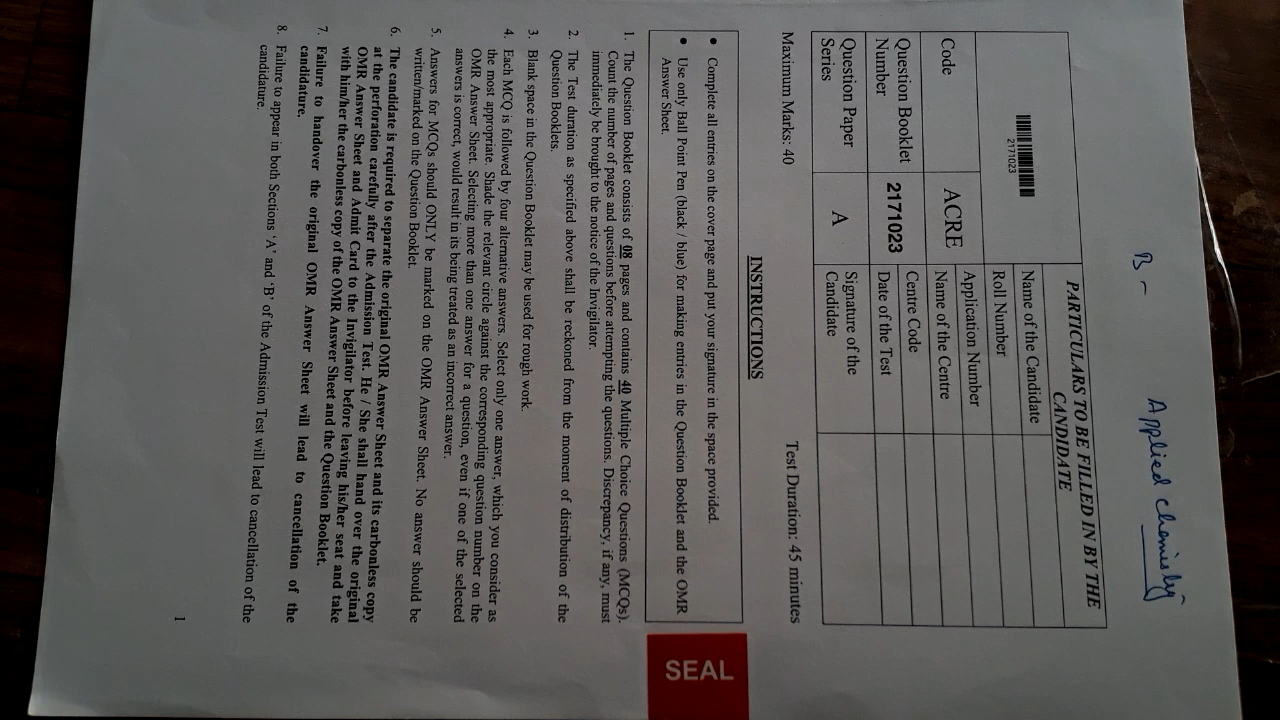 B - Applied Chemistry
PARTICULARS TO BE FILLED IN BY THE
CANDIDATE
2171023
Name of the Candidate
Roll Number
Code
ACRE
Application Number
Name of the Centre
Question Booklet
Number
2171023
Centre Code
Date of the Test
Question Paper
Series
A
Signature of the
Candidate
Maximum Marks: 40
Test Duration: 45 minutes
INSTRUCTIONS
• Complete all entries on the cover page and put your signature in the space provided.
• Use only Ball Point Pen (black / blue) for making entries in the Question Booklet and the OMR
Answer Sheet.
SEAL
1. The Question Booklet consists of 08 pages and contains 40 Multiple Choice Questions (MCQs).
Count the number of pages and questions before attempting the questions. Discrepancy, if any, must
immediately be brought to the notice of the Invigilator.
2. The Test duration as specified above shall be reckoned from the moment of distribution of the
Question Booklets.
3. Blank space in the Question Booklet may be used for rough work.
4. Each MCQ is followed by four alternative answers. Select only one answer, which you consider as
the most appropriate. Shade the relevant circle against the corresponding question number on the
OMR Answer Sheet. Selecting more than one answer for a question, even if one of the selected
answers is correct, would result in its being treated as an incorrect answer.
5. Answers for MCQs should ONLY be marked on the OMR Answer Sheet. No answer should be
written/marked on the Question Booklet.
6. The candidate is required to separate the original OMR Answer Sheet and its carbonless copy
at the perforation carefully after the Admission Test. He / She shall hand over the original
OMR Answer Sheet and Admit Card to the Invigilator before leaving his/her seat and take
with him/her the carbonless copy of the OMR Answer Sheet and the Question Booklet.
7. Failure to handover the original OMR Answer Sheet will lead to cancellation of the
candidature.
8. Failure to appear in both Sections 'A' and 'B' of the Admission Test will lead to cancellation of the
candidature.
1